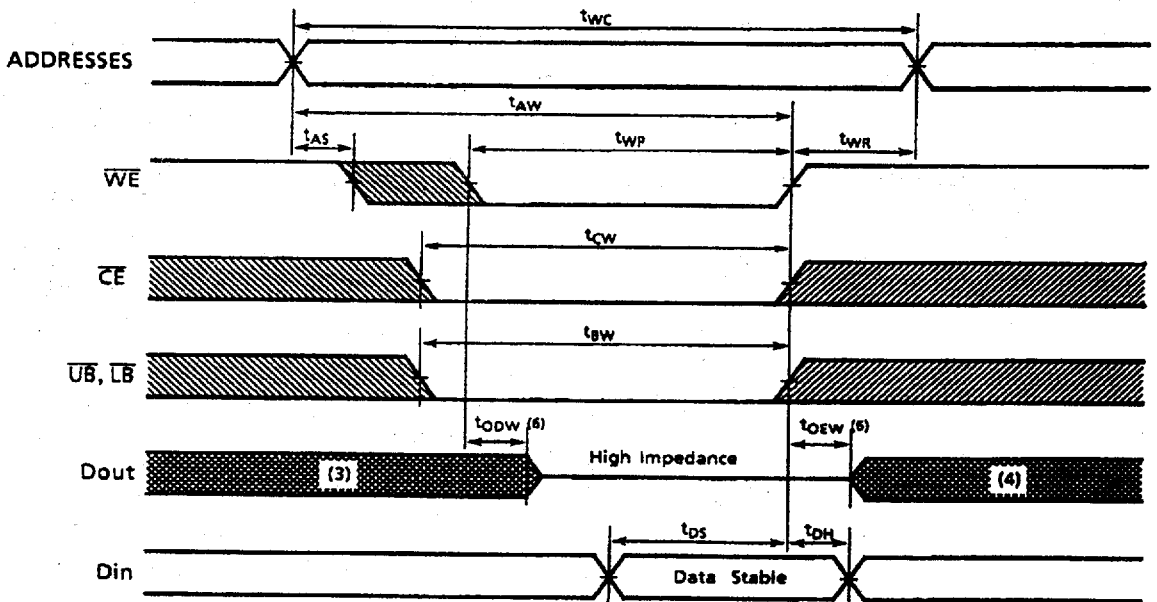 tWC
ADDRESSES
tAW
tAS
tWP
tWR
WE
tCW
CE
tBW
UB, LB
tODW (6)
tOEW (6)
Dout
(3)
High Impedance
(4)
tDS
tDH
Din
Data Stable